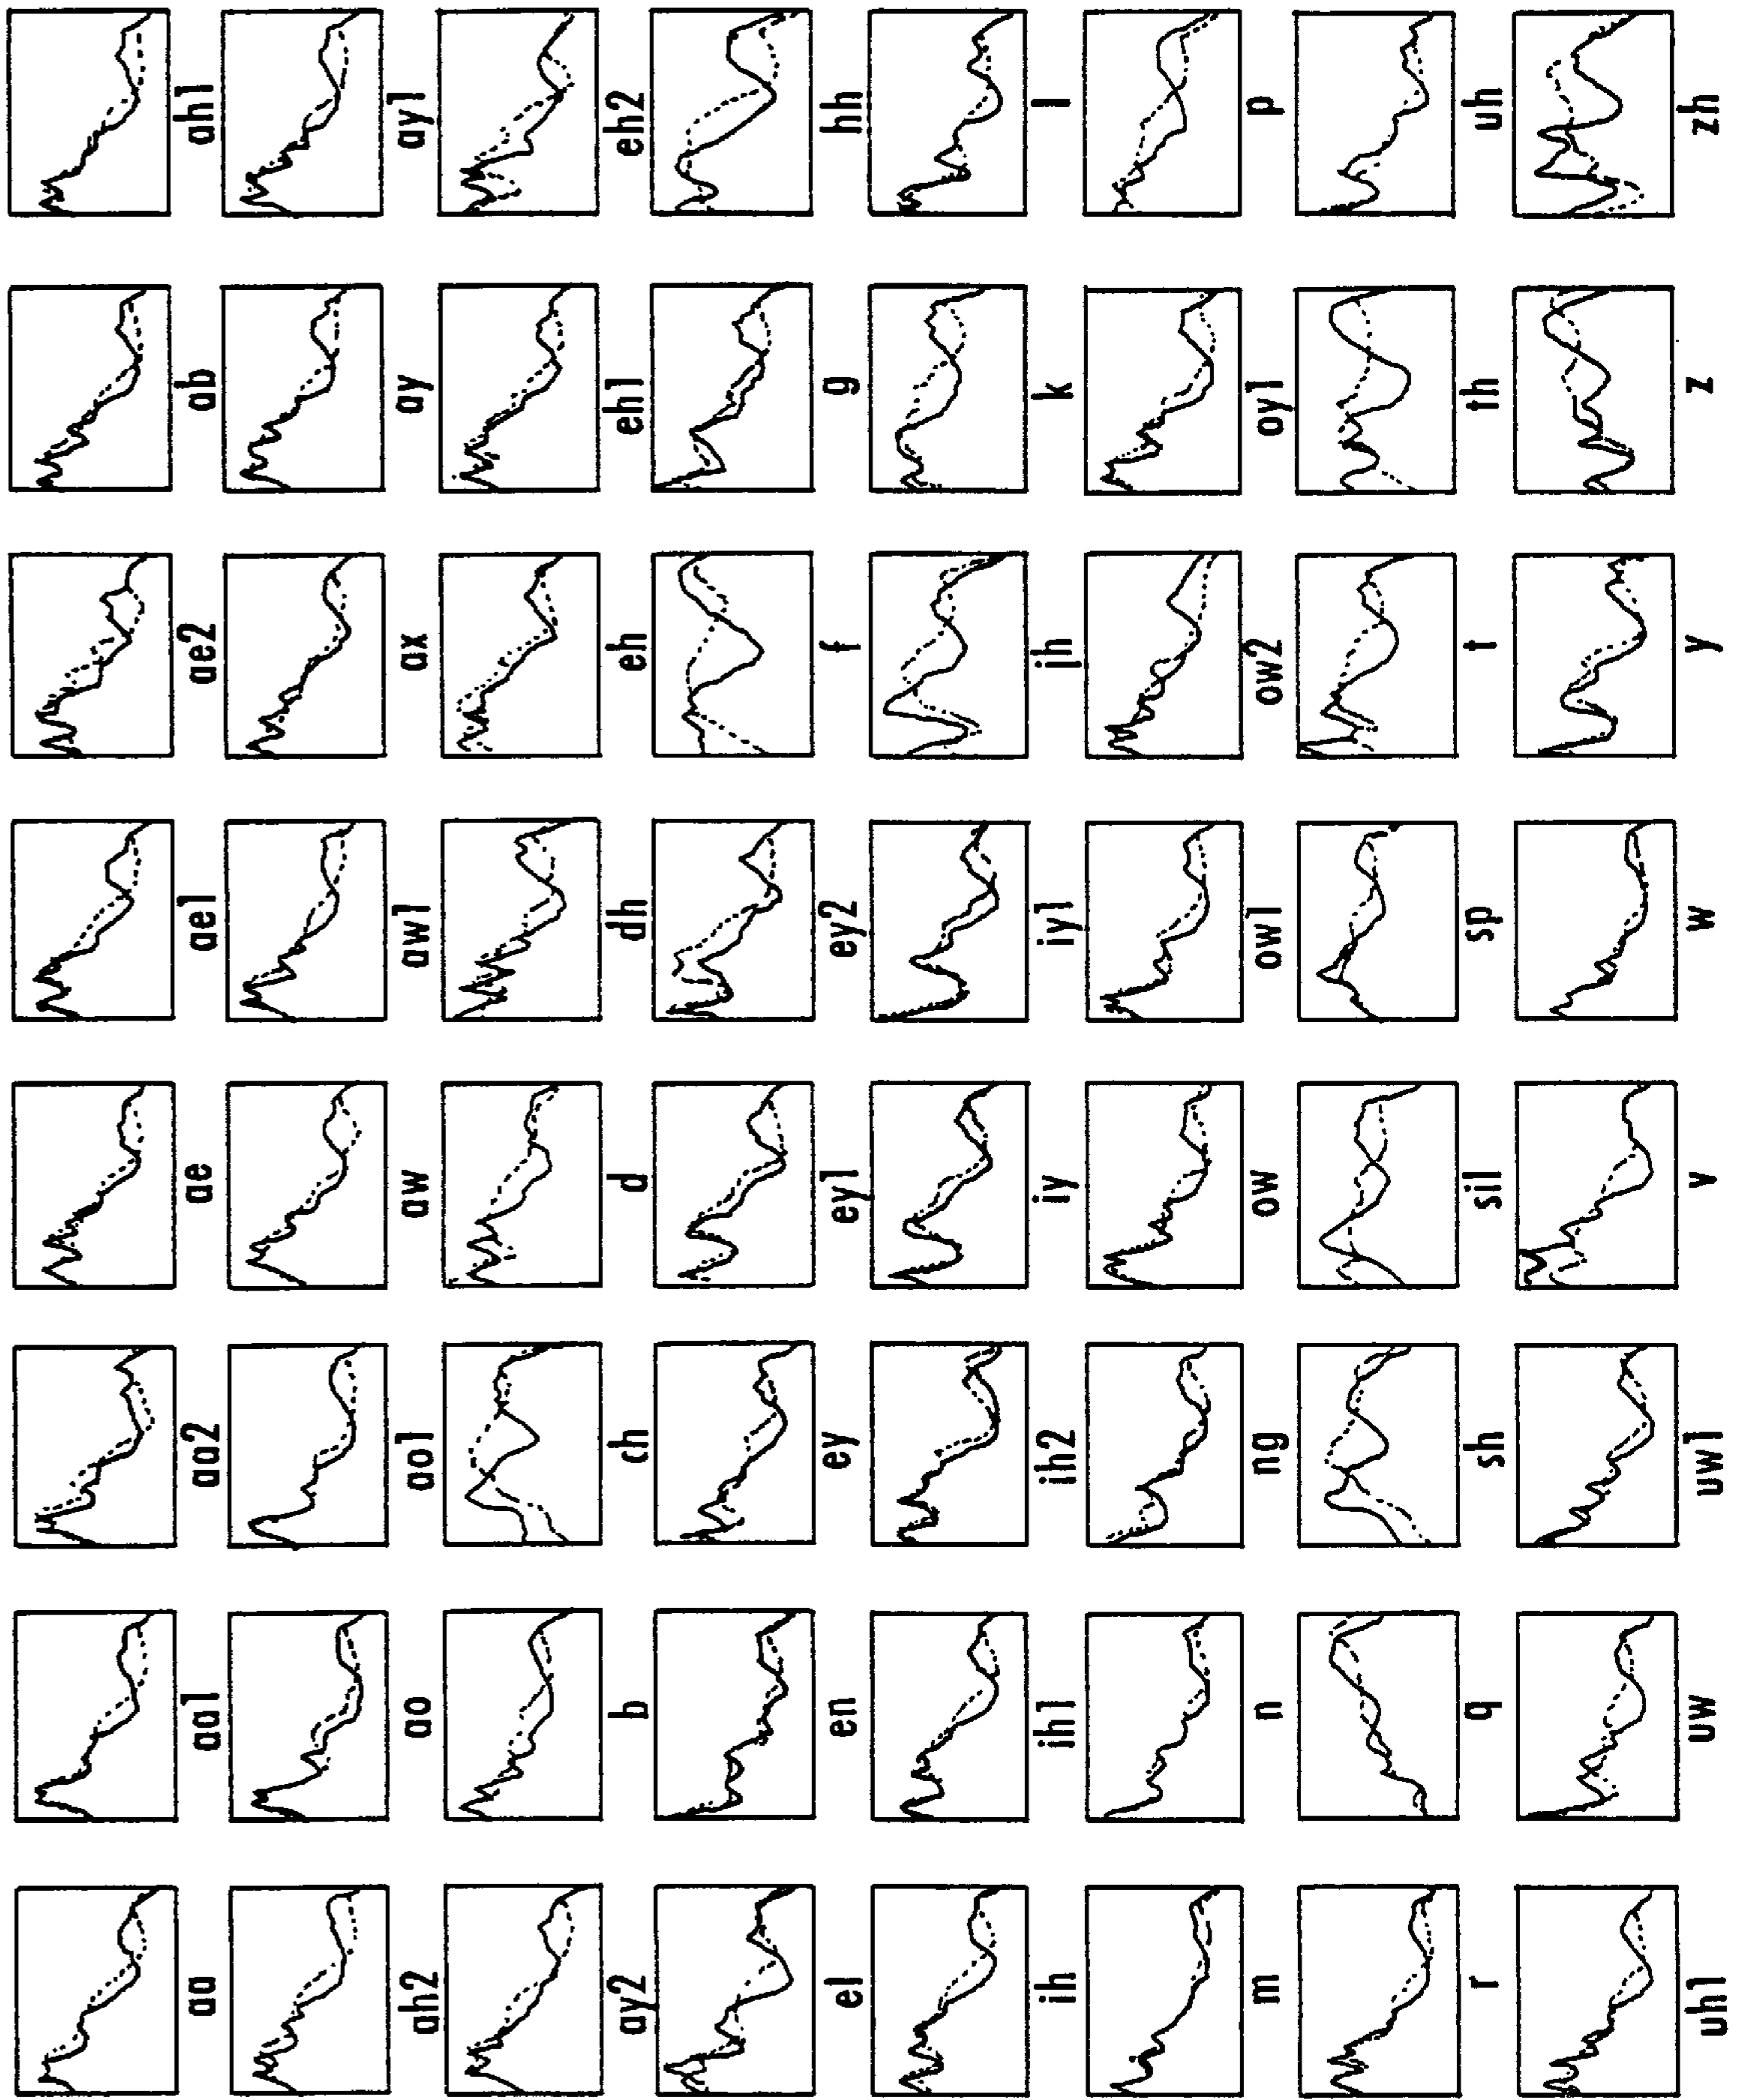 aa aa1 aa2 ae ae1 ae2 ab ah1
ah2 ao ao1 aw aw1 ax ay ay1
ay2 b ch d dh eh eh1 eh2
el en ey ey1 ey2 f g hh
ih ih1 ih2 iy iy1 jh k l
m n ng ow ow1 ow2 oy1 p
r q sh sil sp t th uh
uh1 uw uw1 v w y z zh